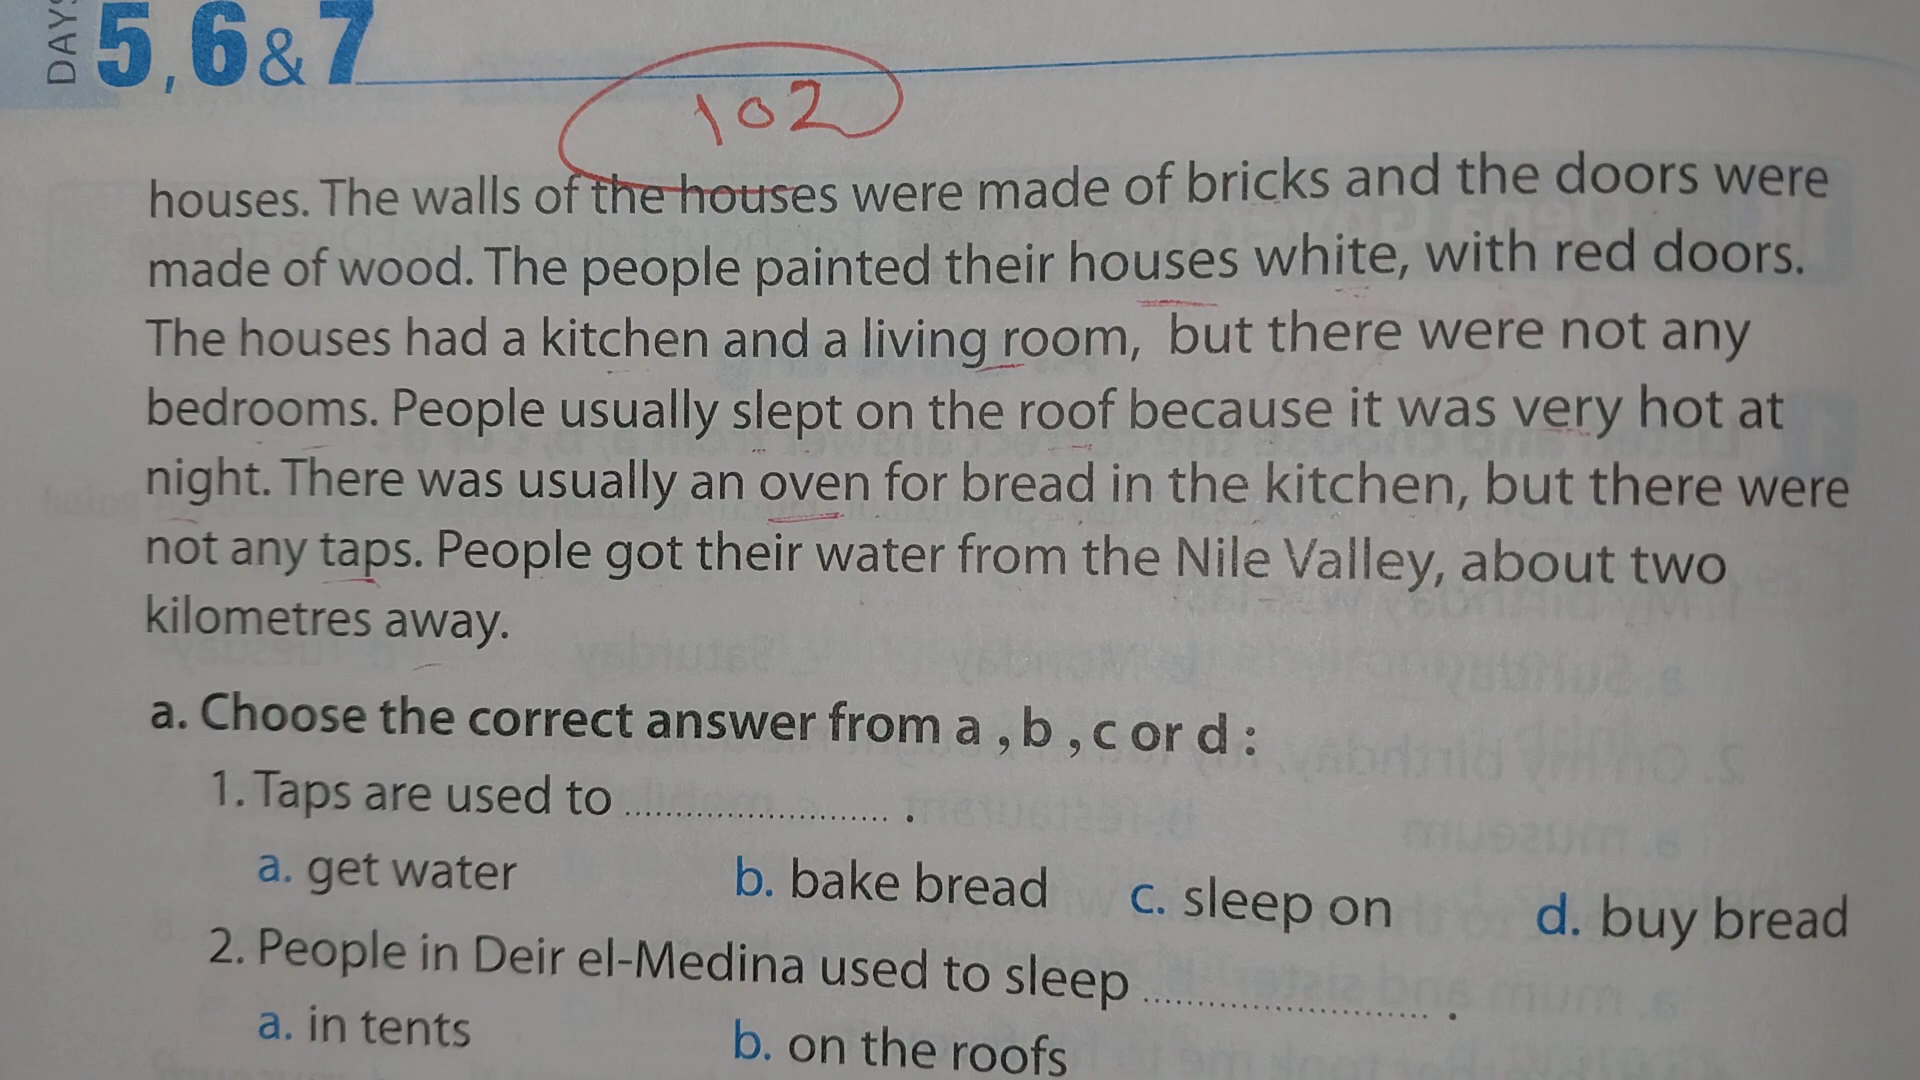 DAYS
5,6&7
102
houses. The walls of the houses were made of bricks and the doors were
made of wood. The people painted their houses white, with red doors.
The houses had a kitchen and a living room, but there were not any
bedrooms. People usually slept on the roof because it was very hot at
night. There was usually an oven for bread in the kitchen, but there were
not any taps. People got their water from the Nile Valley, about two
kilometres away.
a. Choose the correct answer from a , b , c or d :
1. Taps are used to .......................... .
a. get water b. bake bread c. sleep on d. buy bread
2. People in Deir el-Medina used to sleep ............................ .
a. in tents b. on the roofs